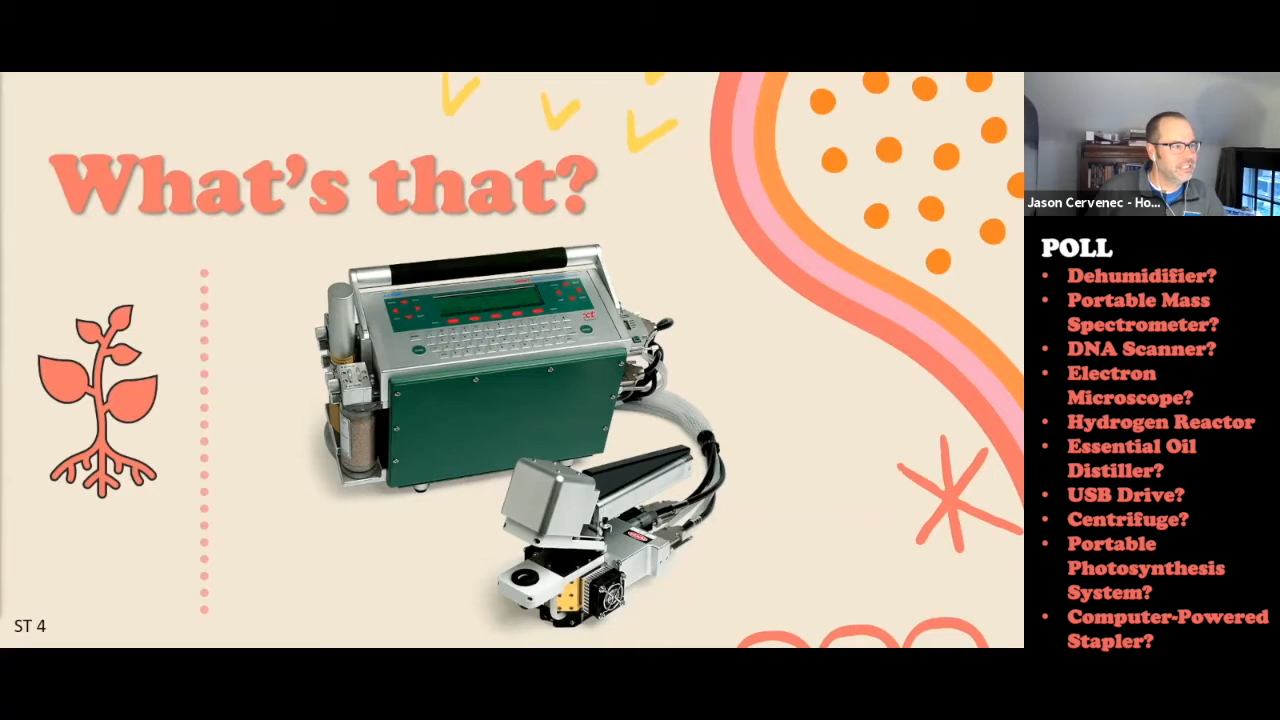 What's that?
ST 4
Jason Cervenec - Ho...
POLL
• Dehumidifier?
• Portable Mass
Spectrometer?
• DNA Scanner?
• Electron
Microscope?
• Hydrogen Reactor
• Essential Oil
Distiller?
• USB Drive?
• Centrifuge?
• Portable
Photosynthesis
System?
• Computer-Powered
Stapler?